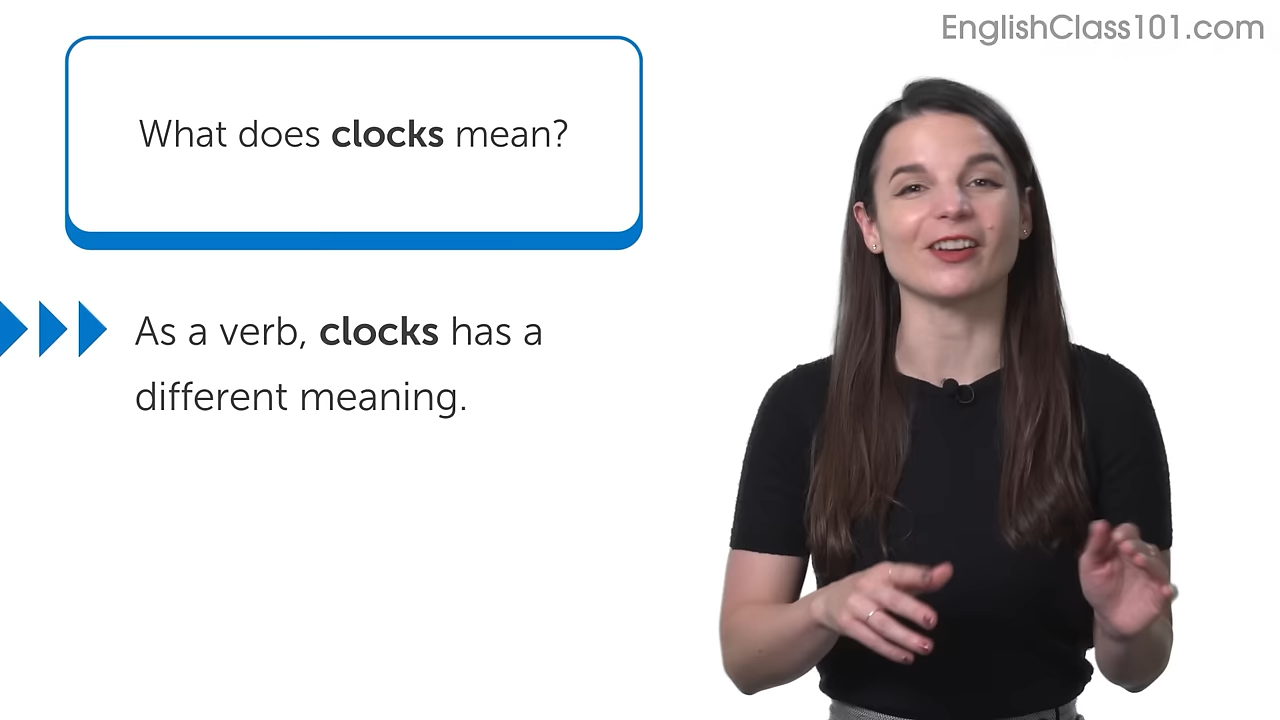 EnglishClass101.com
What does clocks mean?
As a verb, clocks has a
different meaning.